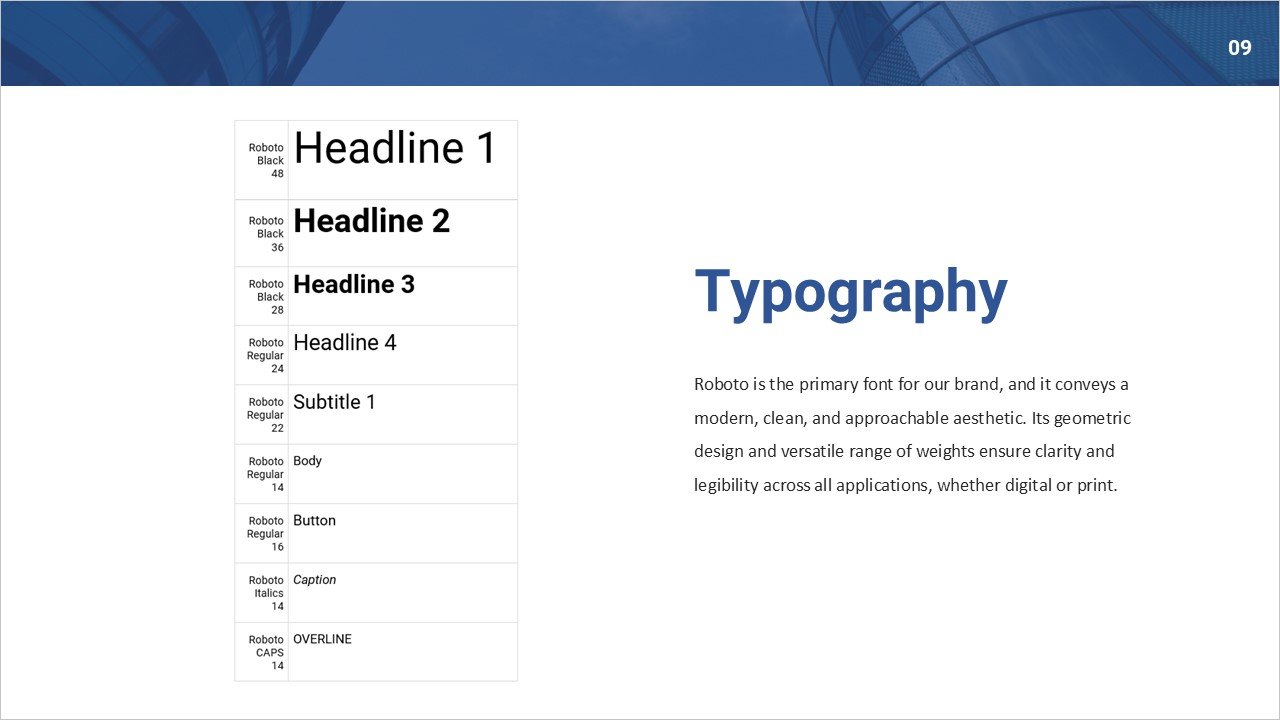 09
Roboto
Black
48
Headline 1
Roboto
Black
36
Headline 2
Roboto
Black
28
Headline 3
Roboto
Regular
24
Headline 4
Roboto
Regular
22
Subtitle 1
Roboto
Regular
14
Body
Roboto
Regular
16
Button
Roboto
Italics
14
Caption
Roboto
CAPS
14
OVERLINE
Typography
Roboto is the primary font for our brand, and it conveys a
modern, clean, and approachable aesthetic. Its geometric
design and versatile range of weights ensure clarity and
legibility across all applications, whether digital or print.